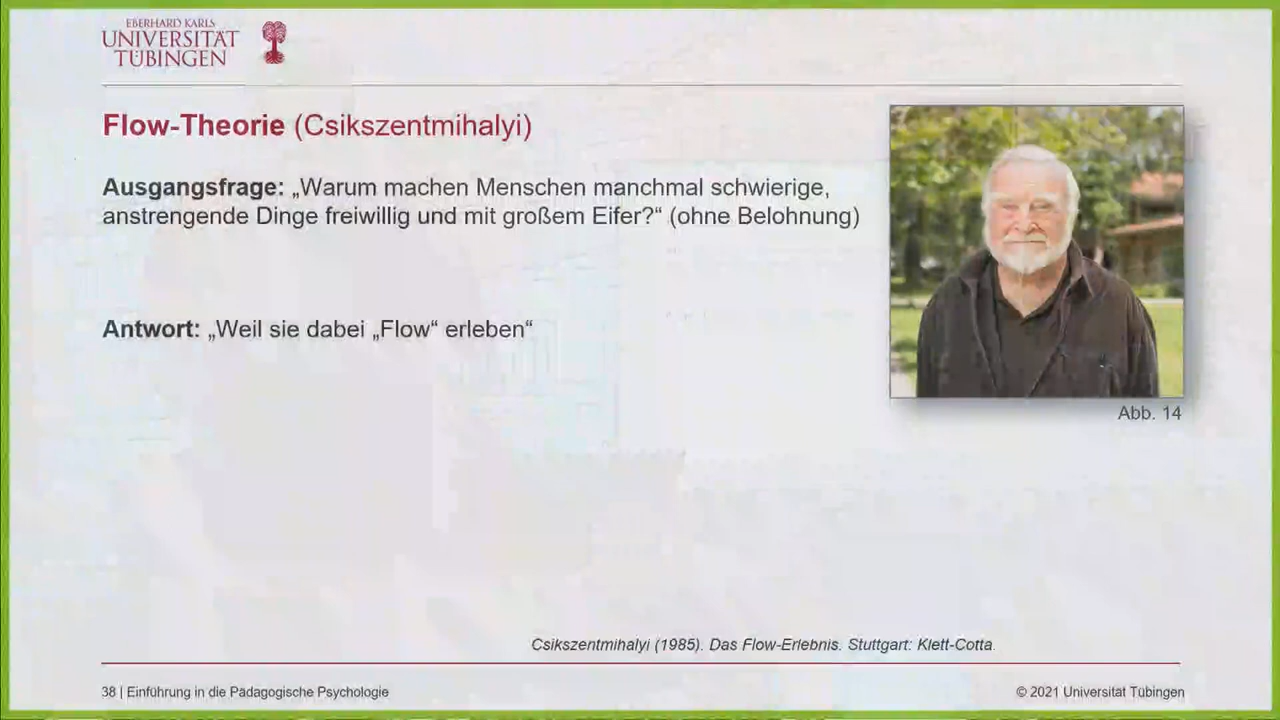 EBERHARD KARLS
UNIVERSITÄT
TÜBINGEN
Flow-Theorie (Csikszentmihalyi)
Ausgangsfrage: „Warum machen Menschen manchmal schwierige,
anstrengende Dinge freiwillig und mit großem Eifer?“ (ohne Belohnung)
Antwort: „Weil sie dabei „Flow“ erleben“
Abb. 14
Csikszentmihalyi (1985). Das Flow-Erlebnis. Stuttgart: Klett-Cotta.
38 | Einführung in die Pädagogische Psychologie
© 2021 Universität Tübingen